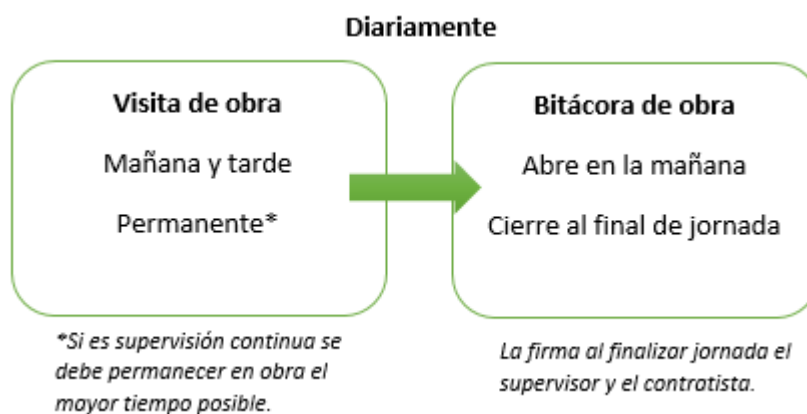 Diariamente
Visita de obra
Mañana y tarde
Permanente*
Bitácora de obra
Abre en la mañana
Cierre al final de jornada
*Si es supervisión continua se
debe permanecer en obra el
mayor tiempo posible.
La firma al finalizar jornada el
supervisor y el contratista.